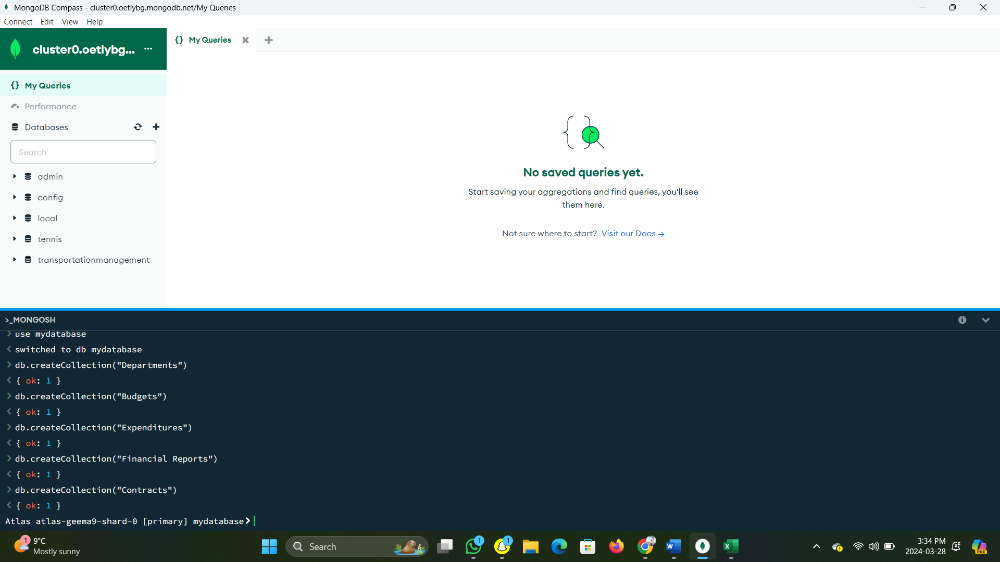 MongoDB Compass - cluster0.oetlybg.mongodb.net/My Queries
Connect Edit View Help
cluster0.oetlybg... ...
{} My Queries
{} My Queries
Performance
Databases
Search
admin
config
local
tennis
transportationmanagement
No saved queries yet.
Start saving your aggregations and find queries, you'll see
them here.
Not sure where to start? Visit our Docs →
>_MONGOSH
> use mydatabase
< switched to db mydatabase
> db.createCollection("Departments")
< { ok: 1 }
> db.createCollection("Budgets")
< { ok: 1 }
> db.createCollection("Expenditures")
< { ok: 1 }
> db.createCollection("Financial Reports")
< { ok: 1 }
> db.createCollection("Contracts")
< { ok: 1 }
Atlas atlas-geema9-shard-0 [primary] mydatabase>
1
9°C
Mostly sunny
Search
1
1
W
X
3:34 PM
2024-03-28
PRE